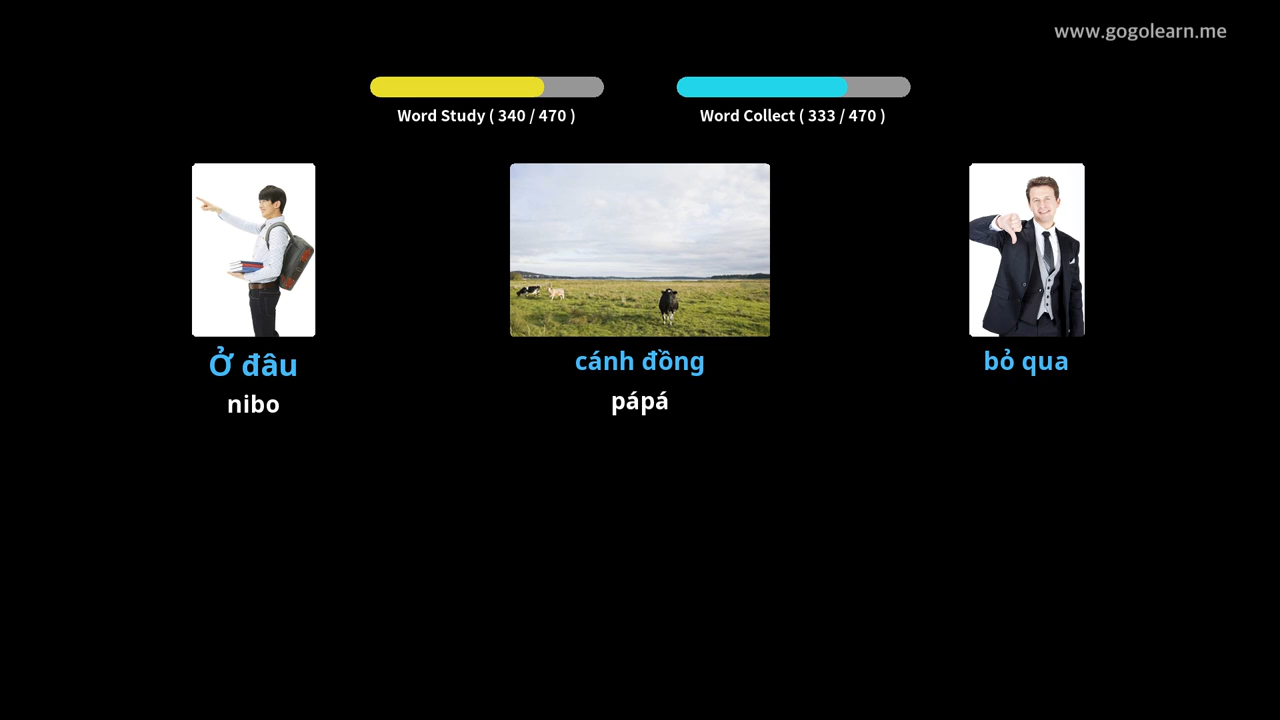 www.gogolearn.me
Word Study ( 340 / 470 )
Word Collect ( 333 / 470 )
Ở đâu
nibo
cánh đồng
pápá
bỏ qua